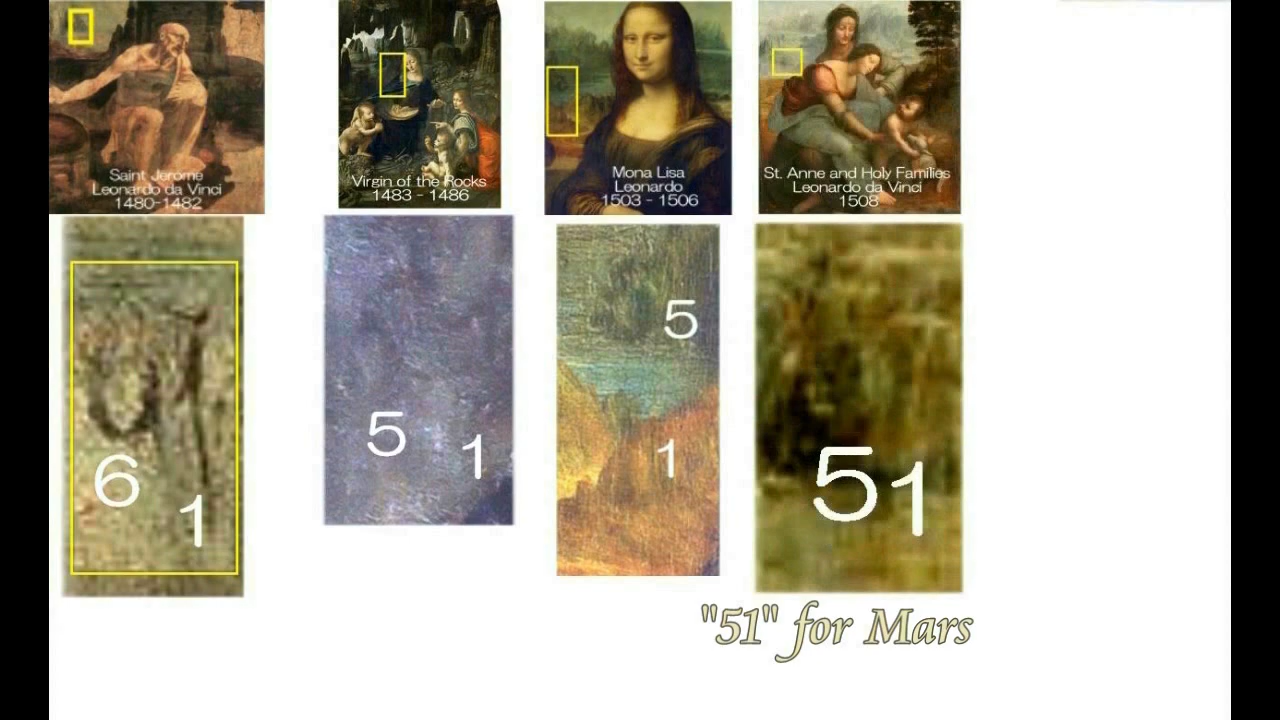 Saint Jerome
Leonardo da Vinci
1480-1482
Virgin of the Rocks
1483 - 1486
Mona Lisa
Leonardo
1503 - 1506
St. Anne and Holy Families
Leonardo da Vinci
1508
6
1
5
1
5
1
51
"51" for Mars